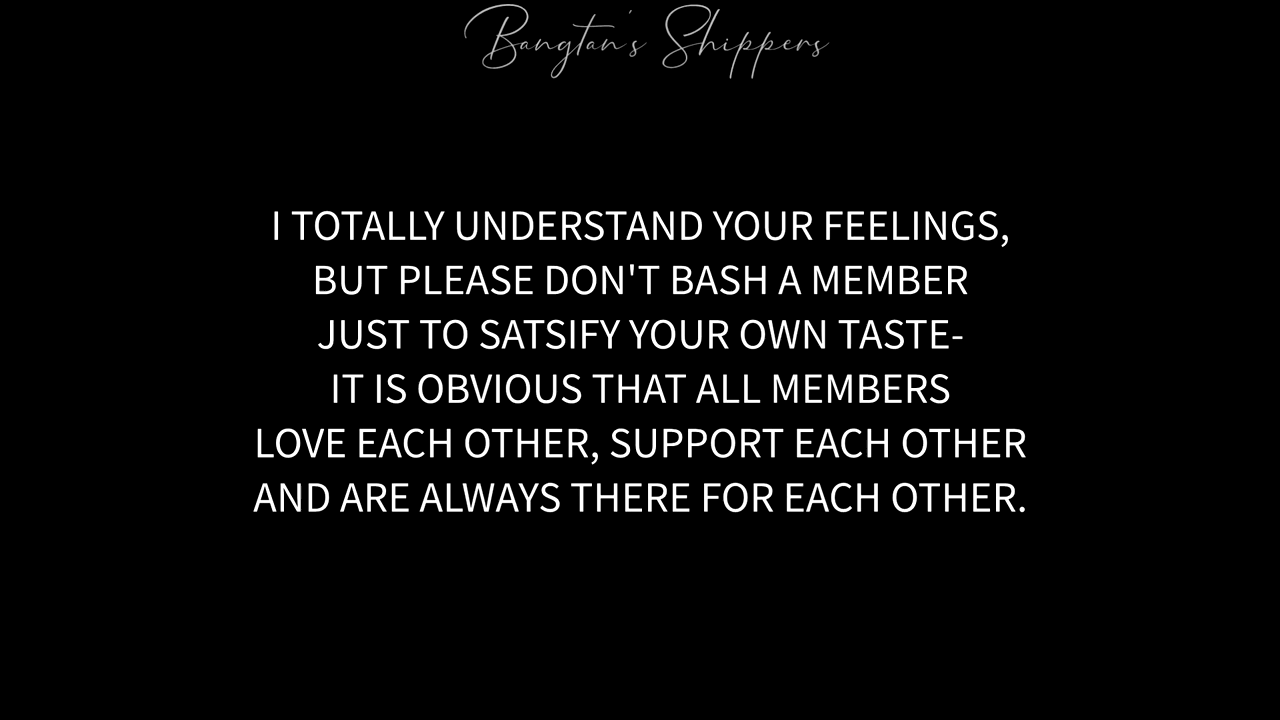 Bangtan's Shippers
I TOTALLY UNDERSTAND YOUR FEELINGS,
BUT PLEASE DON'T BASH A MEMBER
JUST TO SATSIFY YOUR OWN TASTE-
IT IS OBVIOUS THAT ALL MEMBERS
LOVE EACH OTHER, SUPPORT EACH OTHER
AND ARE ALWAYS THERE FOR EACH OTHER.